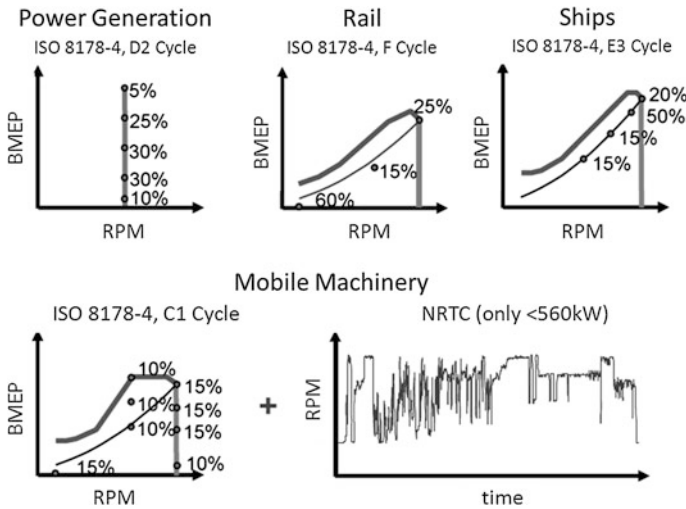 Power Generation
ISO 8178-4, D2 Cycle
BMEP
5%
25%
30%
30%
10%
RPM
Rail
ISO 8178-4, F Cycle
BMEP
25%
15%
60%
RPM
Ships
ISO 8178-4, E3 Cycle
BMEP
20%
50%
15%
15%
RPM
Mobile Machinery
ISO 8178-4, C1 Cycle
BMEP
10%
15%
10%
15%
10%
15%
15%
10%
RPM
+
NRTC (only <560kW)
RPM
time